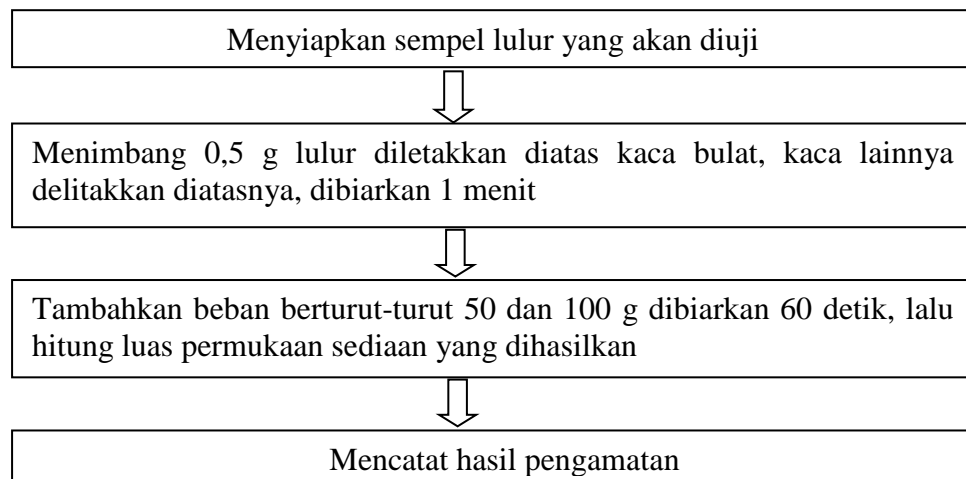 Menyiapkan sempel lulur yang akan diuji
Menimbang 0,5 g lulur diletakkan diatas kaca bulat, kaca lainnya
delitakkan diatasnya, dibiarkan 1 menit
Tambahkan beban berturut-turut 50 dan 100 g dibiarkan 60 detik, lalu
hitung luas permukaan sediaan yang dihasilkan
Mencatat hasil pengamatan